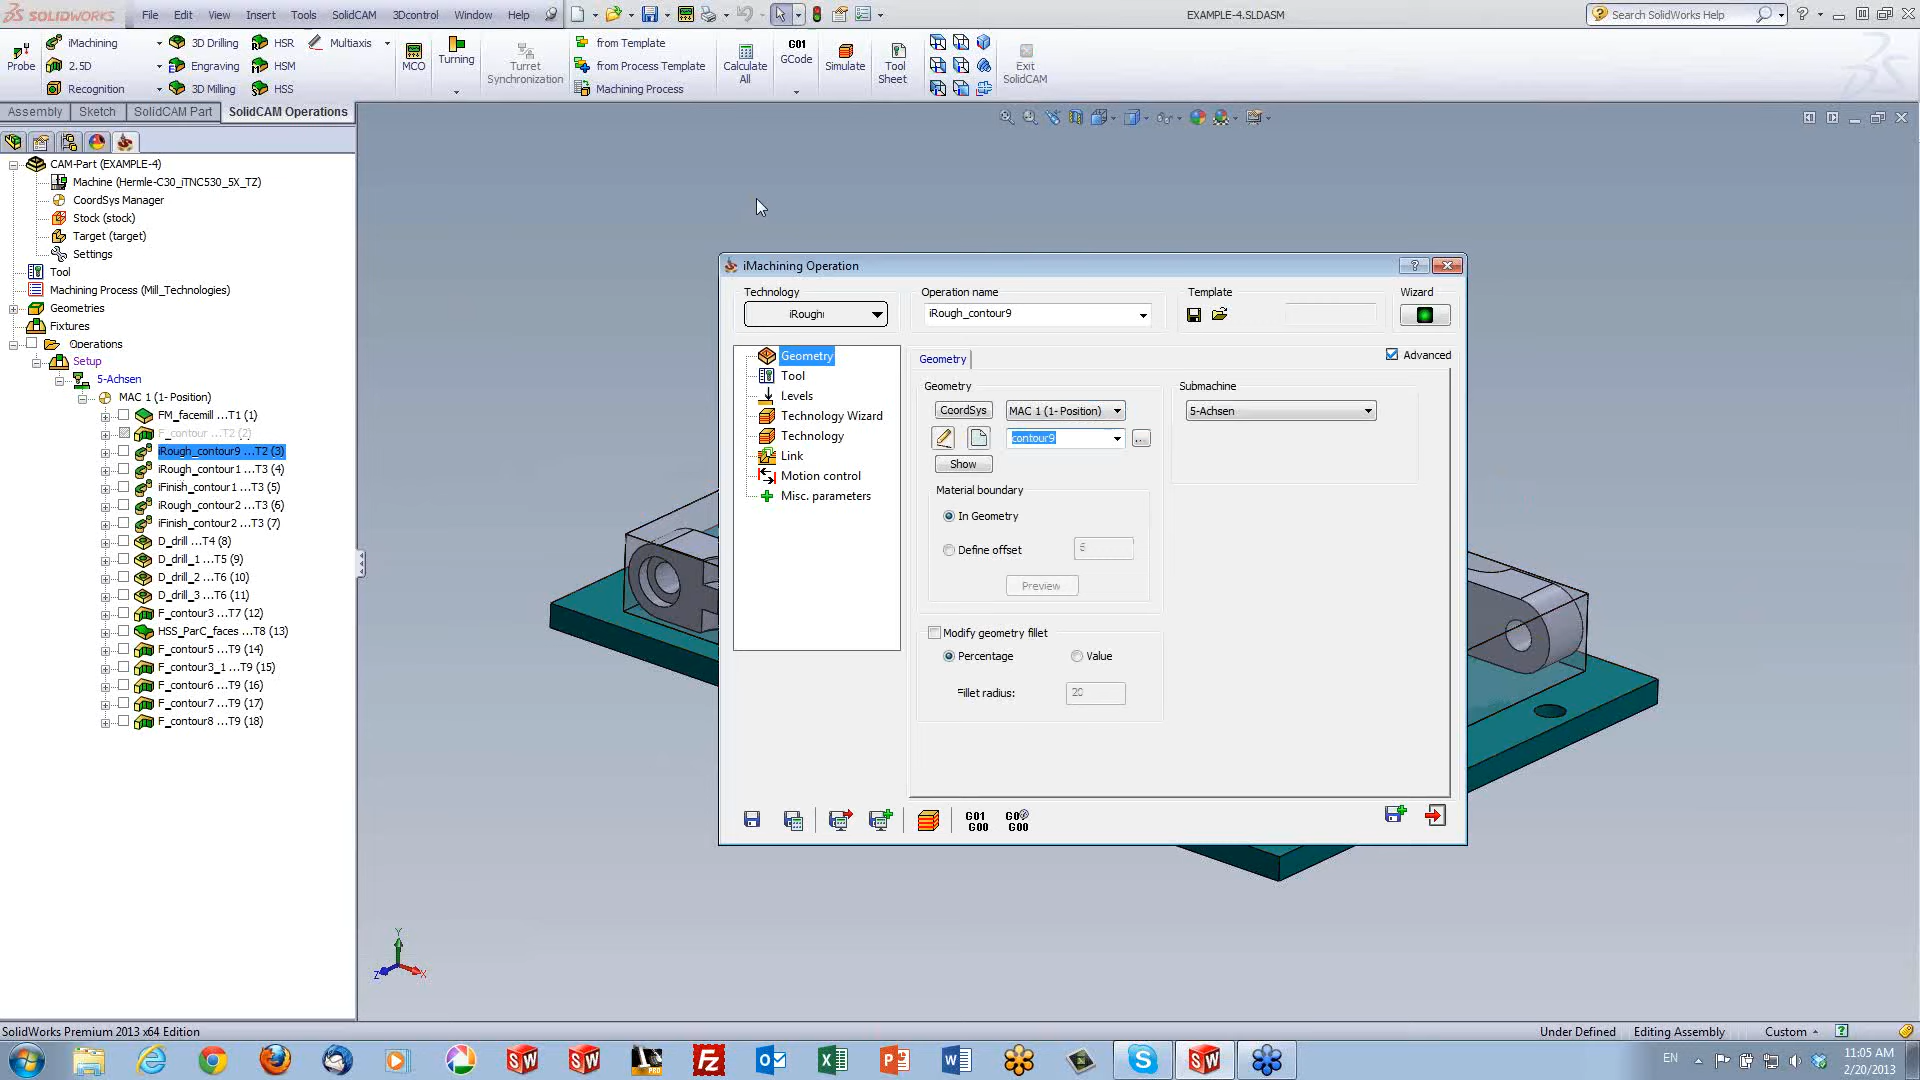 SOLIDWORKS File Edit View Insert Tools SolidCAM 3Dcontrol Window Help EXAMPLE-4.SLDASM Search SolidWorks Help
Probe
iMachining
2.5D
Recognition
3D Drilling
Engraving
3D Milling
HSR
HSM
HSS
Multiaxis
MCO
Turning
Turret
Synchronization
from Template
from Process Template
Machining Process
Calculate
All
G01
GCode
Simulate
Tool
Sheet
Exit
SolidCAM
Assembly Sketch SolidCAM Part SolidCAM Operations
CAM-Part (EXAMPLE-4)
Machine (Hermle-C30_iTNC530_5X_TZ)
CoordSys Manager
Stock (stock)
Target (target)
Settings
Tool
Machining Process (Mill_Technologies)
Geometries
Fixtures
Operations
Setup
5-Achsen
MAC 1 (1- Position)
FM_facemill ...T1 (1)
F_contour ...T2 (2)
iRough_contour9 ...T2 (3)
iRough_contour1 ...T3 (4)
iFinish_contour1 ...T3 (5)
iRough_contour2 ...T3 (6)
iFinish_contour2 ...T3 (7)
D_drill ...T4 (8)
D_drill_1 ...T5 (9)
D_drill_2 ...T6 (10)
D_drill_3 ...T6 (11)
F_contour3 ...T7 (12)
HSS_ParC_faces ...T8 (13)
F_contour5 ...T9 (14)
F_contour3_1 ...T9 (15)
F_contour6 ...T9 (16)
F_contour7 ...T9 (17)
F_contour8 ...T9 (18)
iMachining Operation
Technology Operation name Template Wizard
iRough iRough_contour9
Geometry
Tool
Levels
Technology Wizard
Technology
Link
Motion control
Misc. parameters
Geometry Advanced
Geometry Submachine
CoordSys MAC 1 (1- Position) 5-Achsen
contour9 ...
Show
Material boundary
In Geometry
Define offset 5
Preview
Modify geometry fillet
Percentage Value
Fillet radius: 20
G01
G00
G0
G00
Y
Z X
SolidWorks Premium 2013 x64 Edition Under Defined Editing Assembly Custom
EN 11:05 AM
2/20/2013